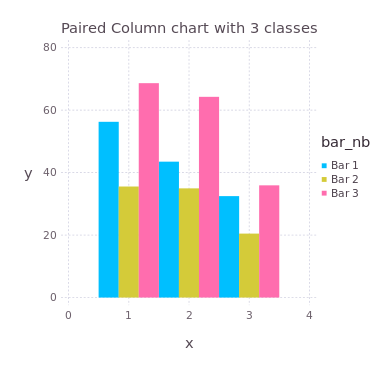 Paired Column chart with 3 classes
80
60
40
20
0
y
0 1 2 3 4
x
bar_nb
Bar 1
Bar 2
Bar 3